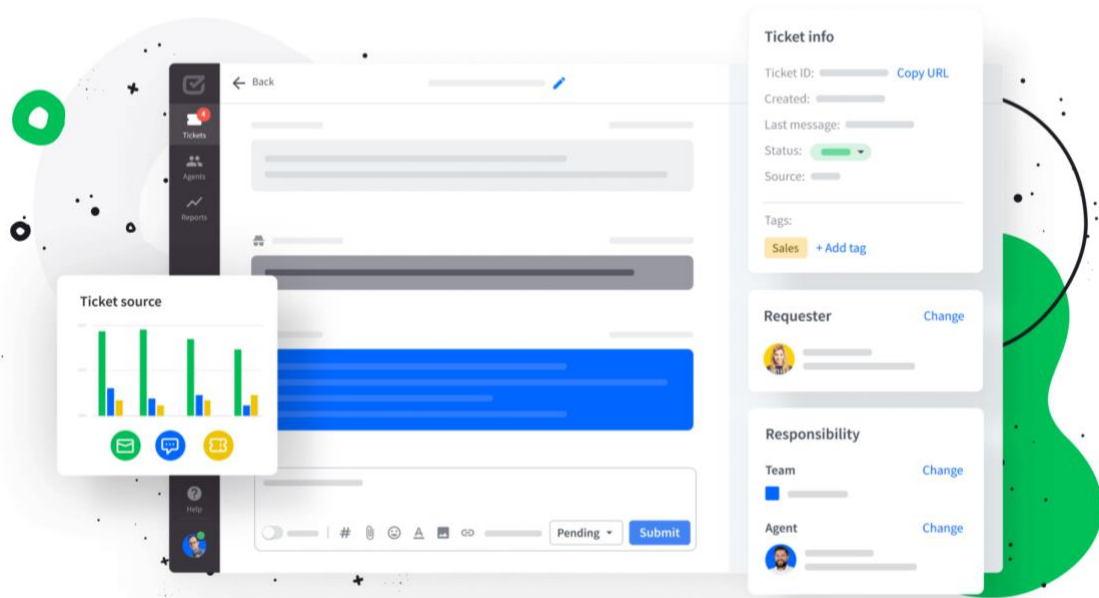 Back
4
Tickets
Agents
Reports
Ticket source
Help
Pending
Submit
Ticket info
Ticket ID:
Copy URL
Created:
Last message:
Status:
Source:
Tags:
Sales
+ Add tag
Requester
Change
Responsibility
Team
Change
Agent
Change